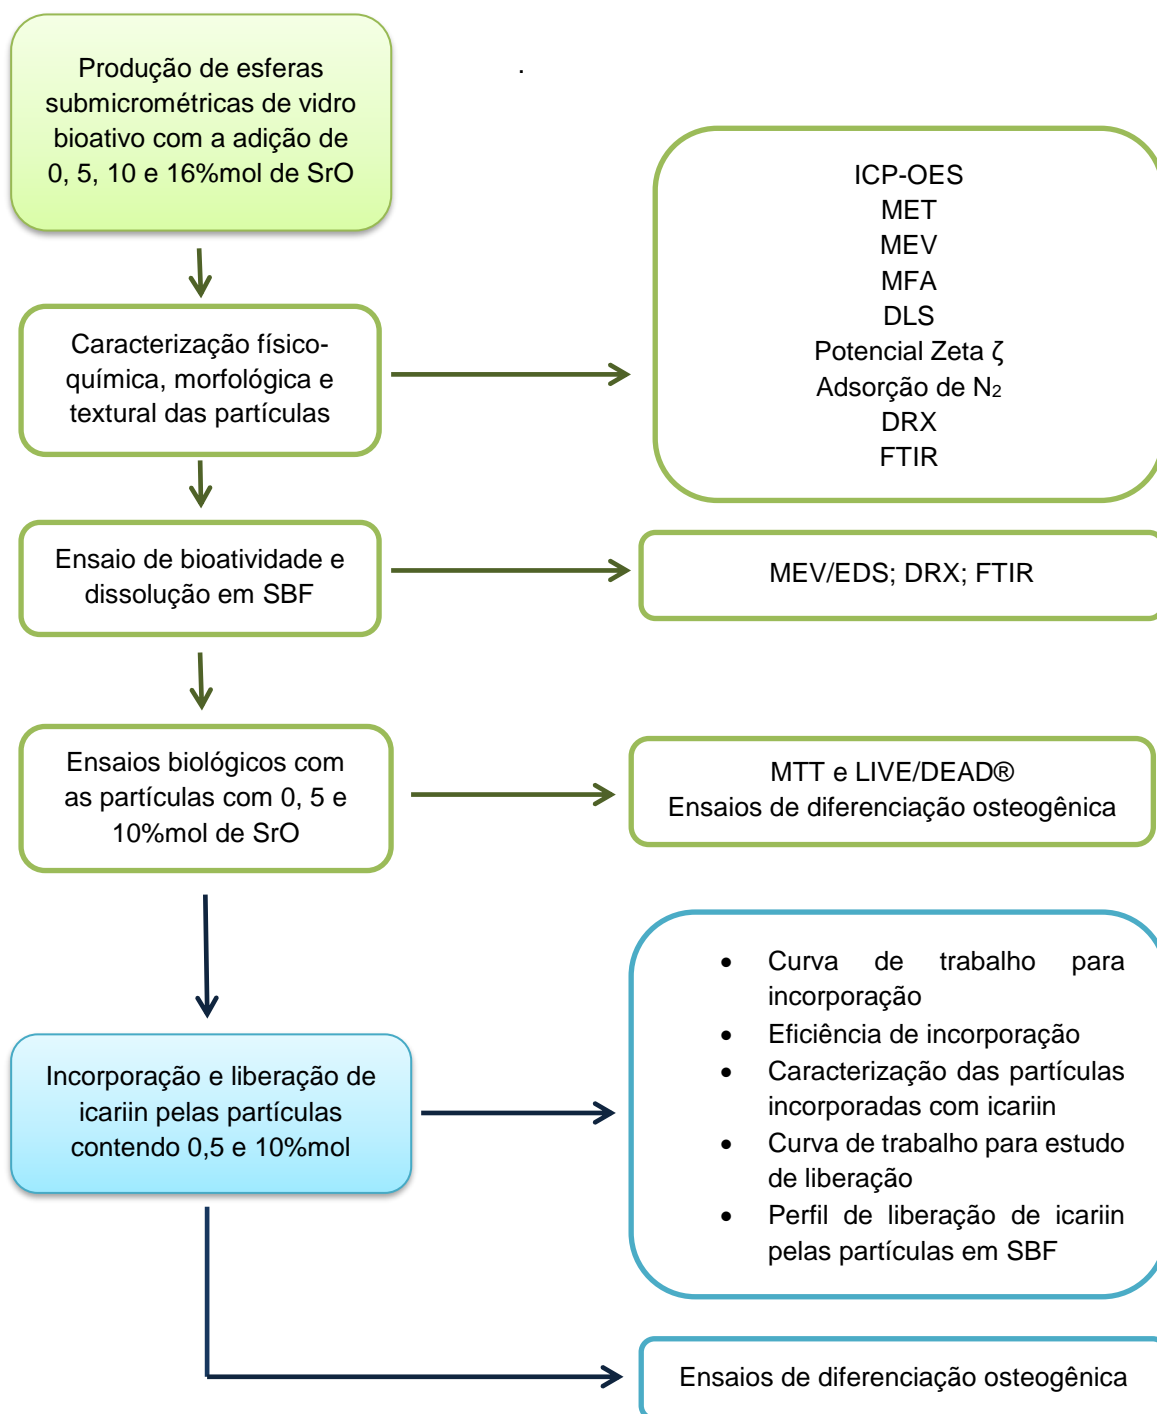 Produção de esferas
submicrométricas de vidro
bioativo com a adição de
0, 5, 10 e 16%mol de SrO
.
ICP-OES
MET
MEV
MFA
DLS
Potencial Zeta ζ
Adsorção de N₂
DRX
FTIR
Caracterização físico-
química, morfológica e
textural das partículas
Ensaio de bioatividade e
dissolução em SBF
MEV/EDS; DRX; FTIR
Ensaios biológicos com
as partículas com 0, 5 e
10%mol de SrO
MTT e LIVE/DEAD®
Ensaios de diferenciação osteogênica
Incorporação e liberação de
icariin pelas partículas
contendo 0,5 e 10%mol
• Curva de trabalho para
incorporação
• Eficiência de incorporação
• Caracterização das partículas
incorporadas com icariin
• Curva de trabalho para estudo
de liberação
• Perfil de liberação de icariin
pelas partículas em SBF
Ensaios de diferenciação osteogênica